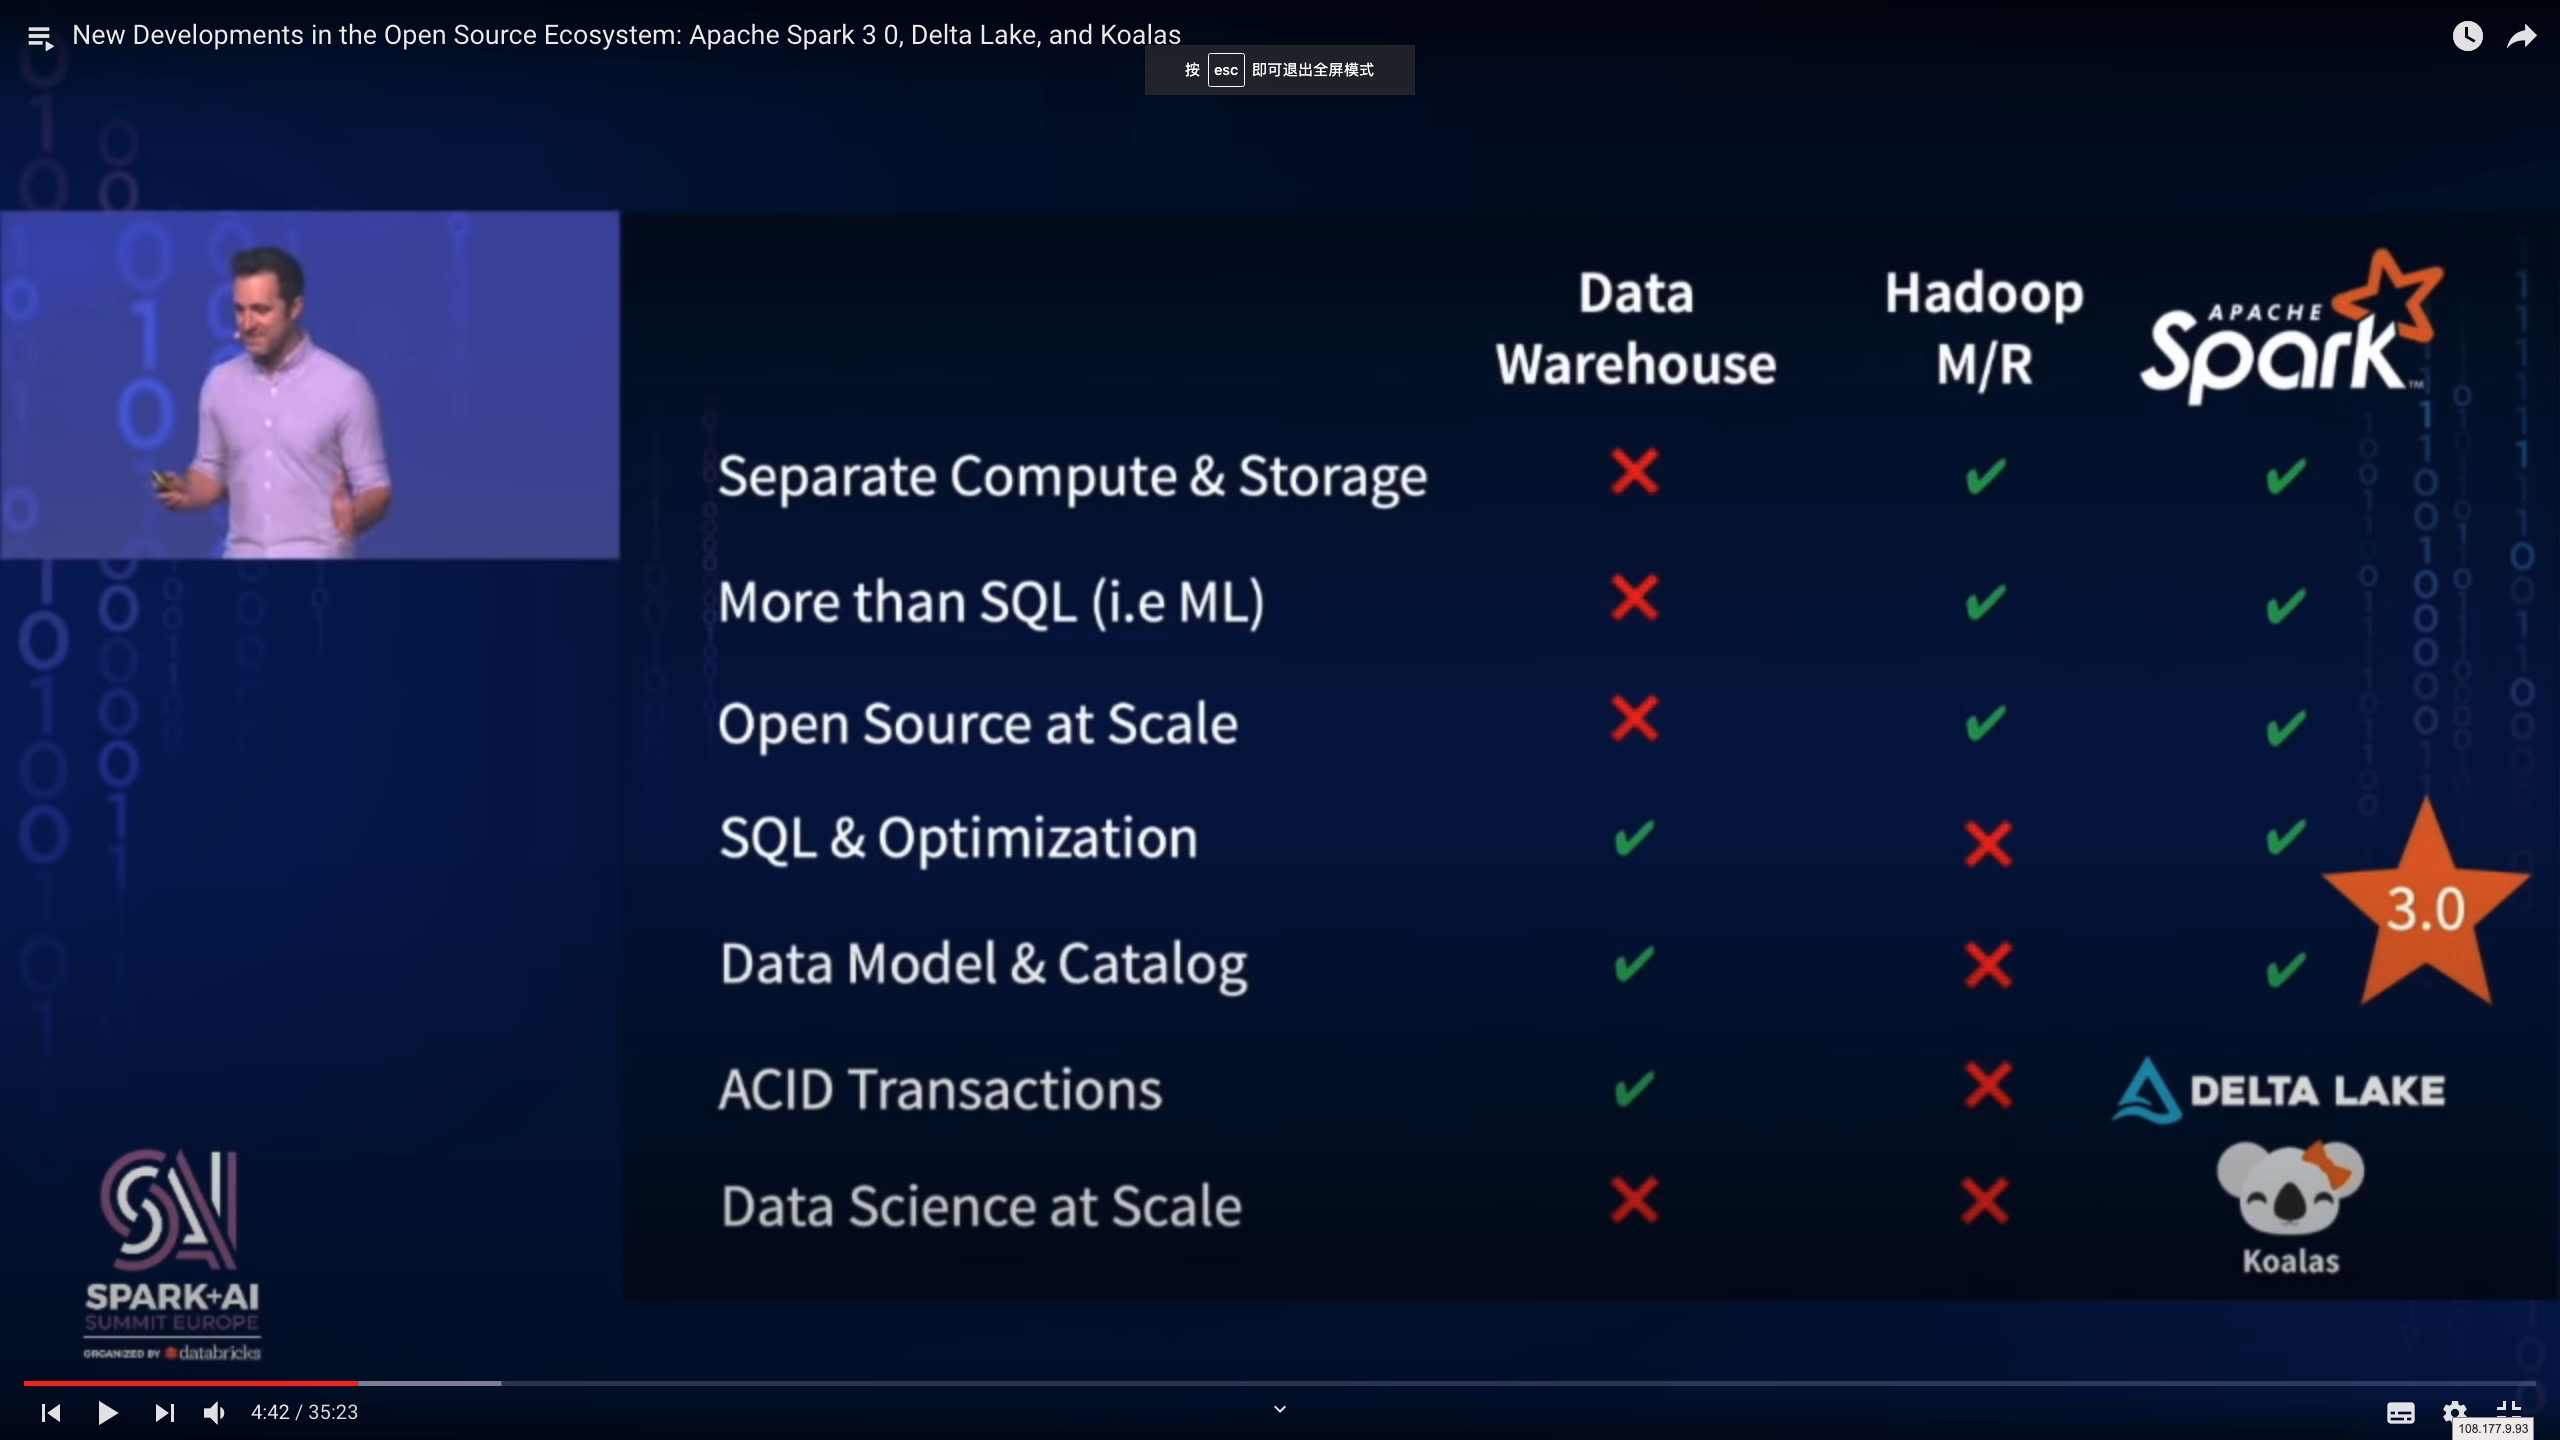 New Developments in the Open Source Ecosystem: Apache Spark 3 0, Delta Lake, and Koalas
按 esc 即可退出全屏模式
Data Warehouse
Hadoop M/R
APACHE Spark™
Separate Compute & Storage
More than SQL (i.e ML)
Open Source at Scale
SQL & Optimization
3.0
Data Model & Catalog
ACID Transactions
DELTA LAKE
Data Science at Scale
Koalas
SPARK+AI
SUMMIT EUROPE
ORGANIZED BY databricks
4:42 / 35:23
108.177.9.93